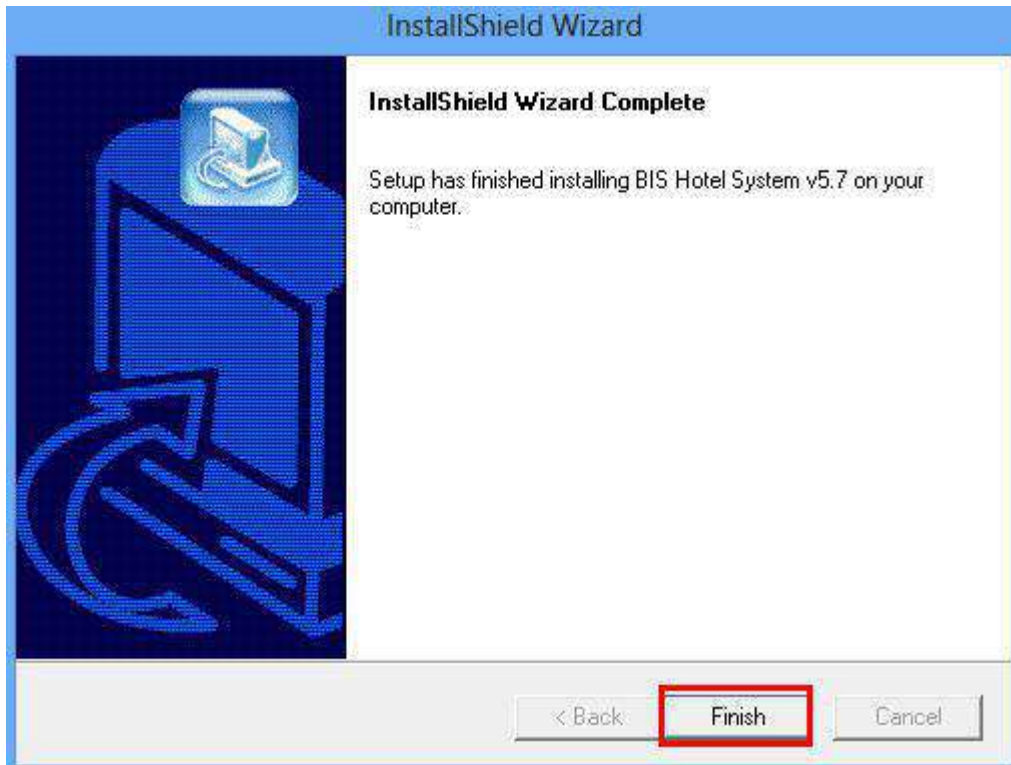 InstallShield Wizard
InstallShield Wizard Complete
Setup has finished installing BIS Hotel System v5.7 on your
computer.
< Back
Finish
Cancel